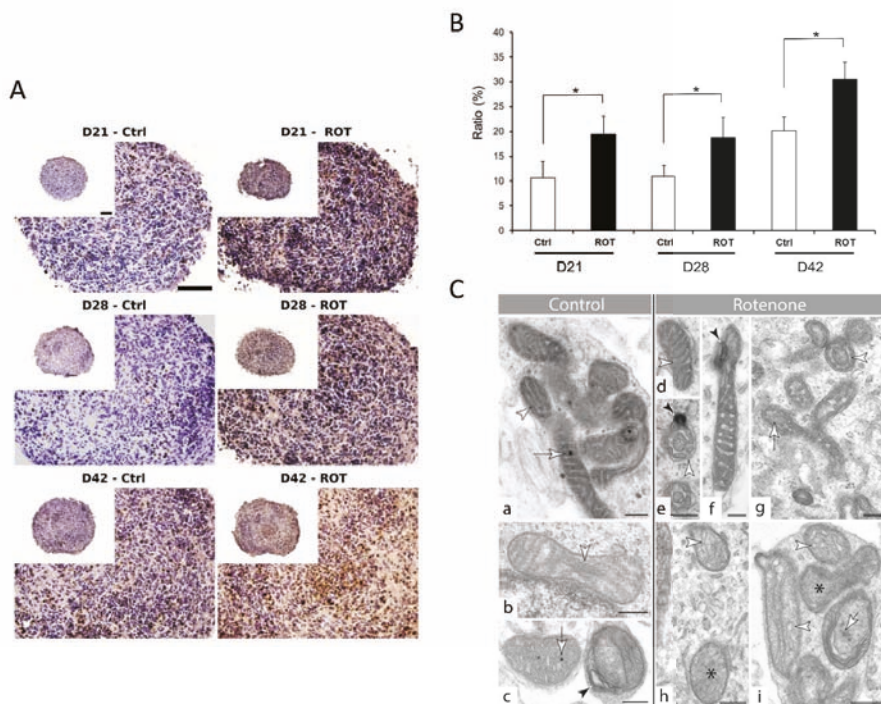 A
D21 - Ctrl
D21 - ROT
D28 - Ctrl
D28 - ROT
D42 - Ctrl
D42 - ROT
B
Ratio (%)
40
35
30
25
20
15
10
5
0
*
*
*
Ctrl
ROT
Ctrl
ROT
Ctrl
ROT
D21
D28
D42
C
Control
Rotenone
a
b
c
d
e
f
g
h
i
*
*